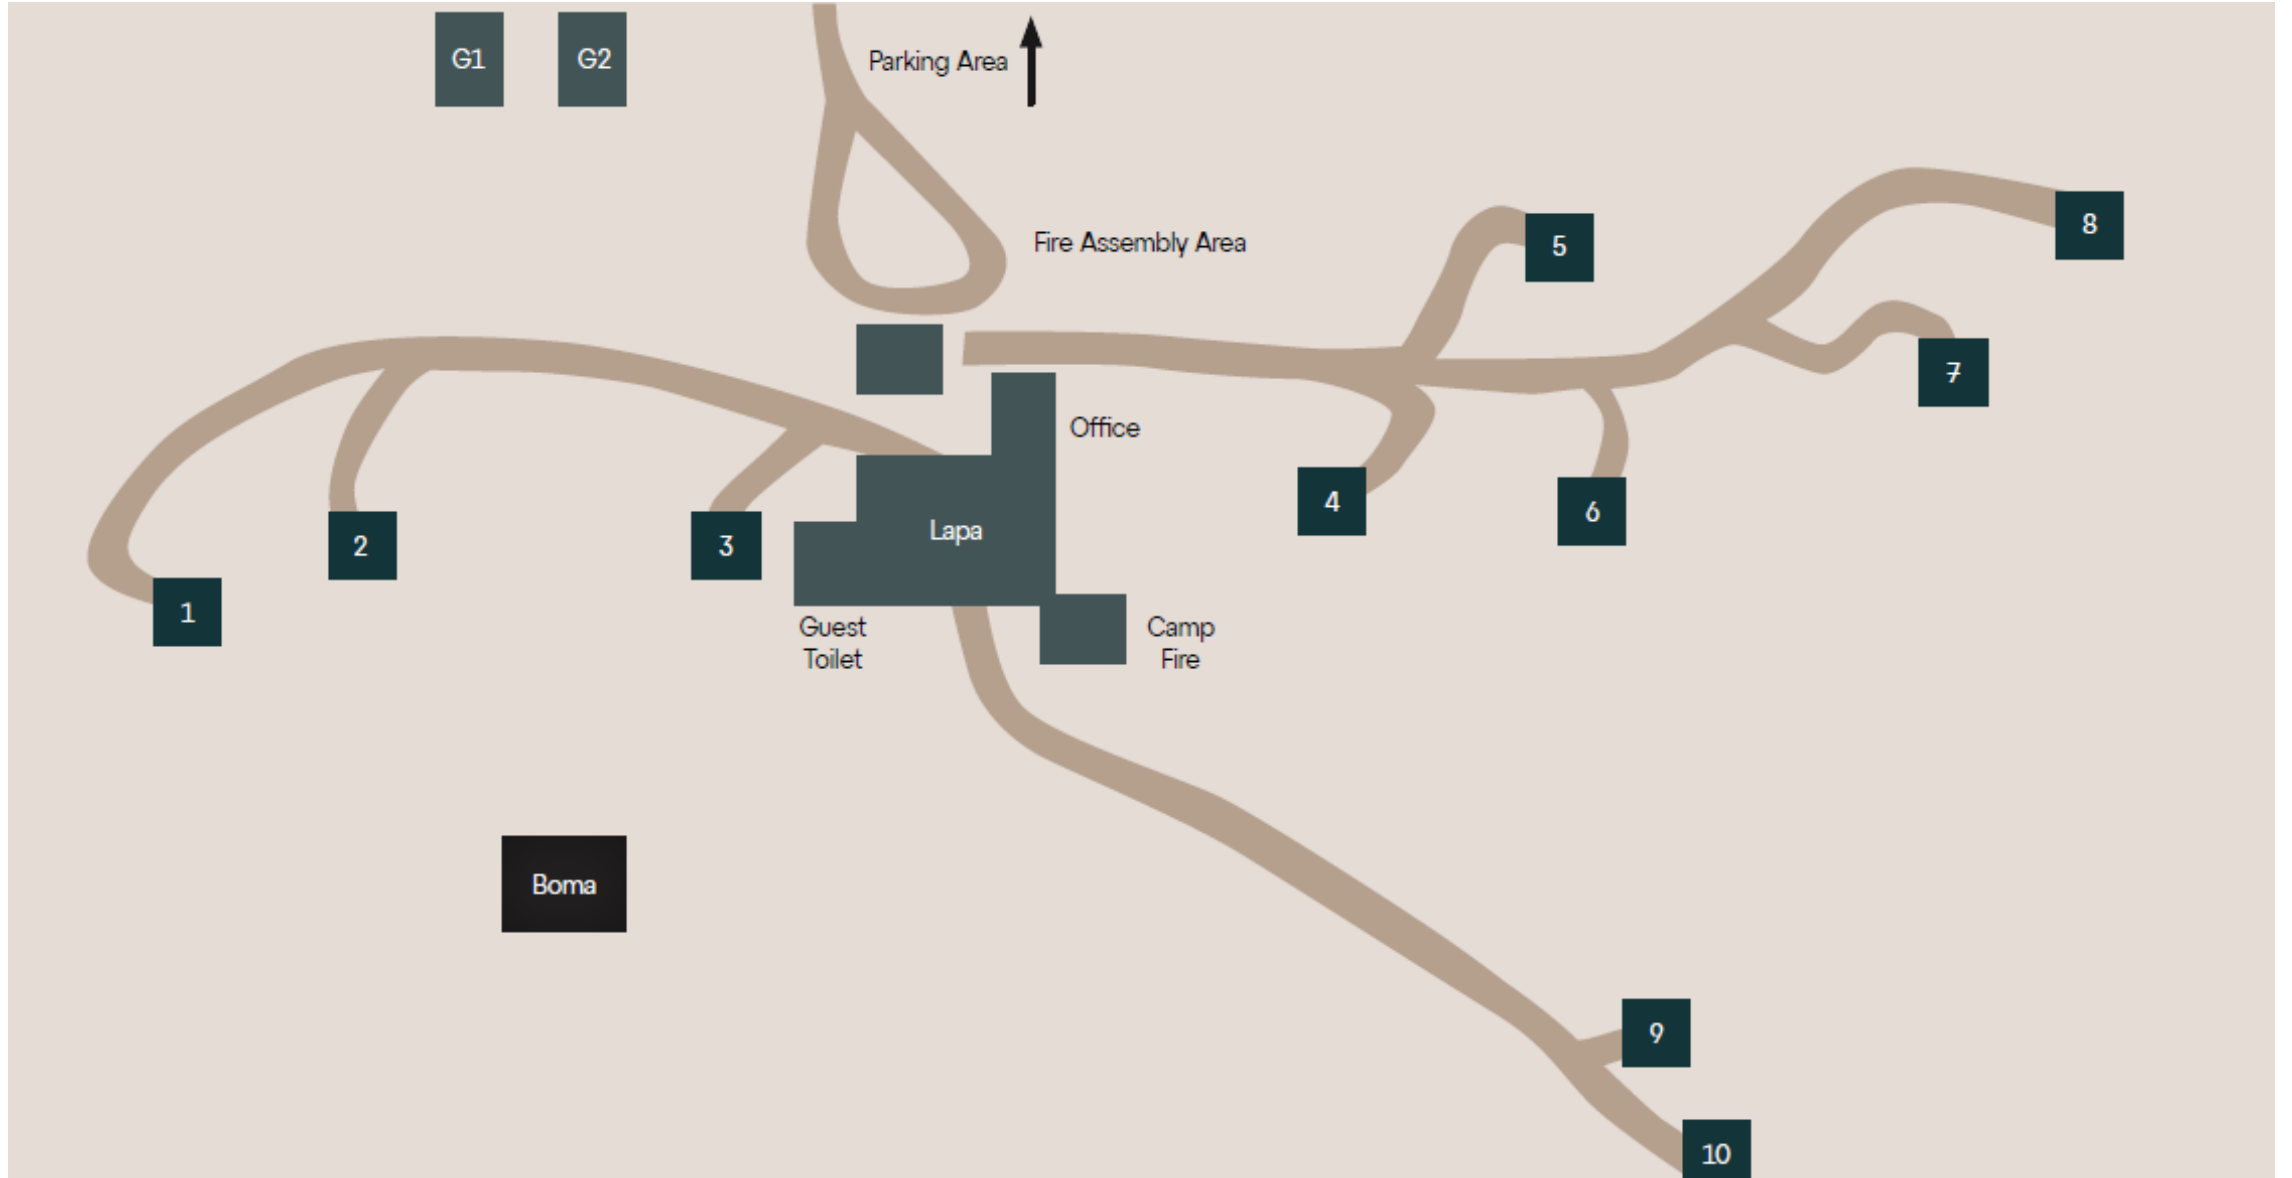 G1
G2
Parking Area
Fire Assembly Area
5
8
7
Office
4
6
2
3
Lapa
1
Guest
Toilet
Camp
Fire
Boma
9
10